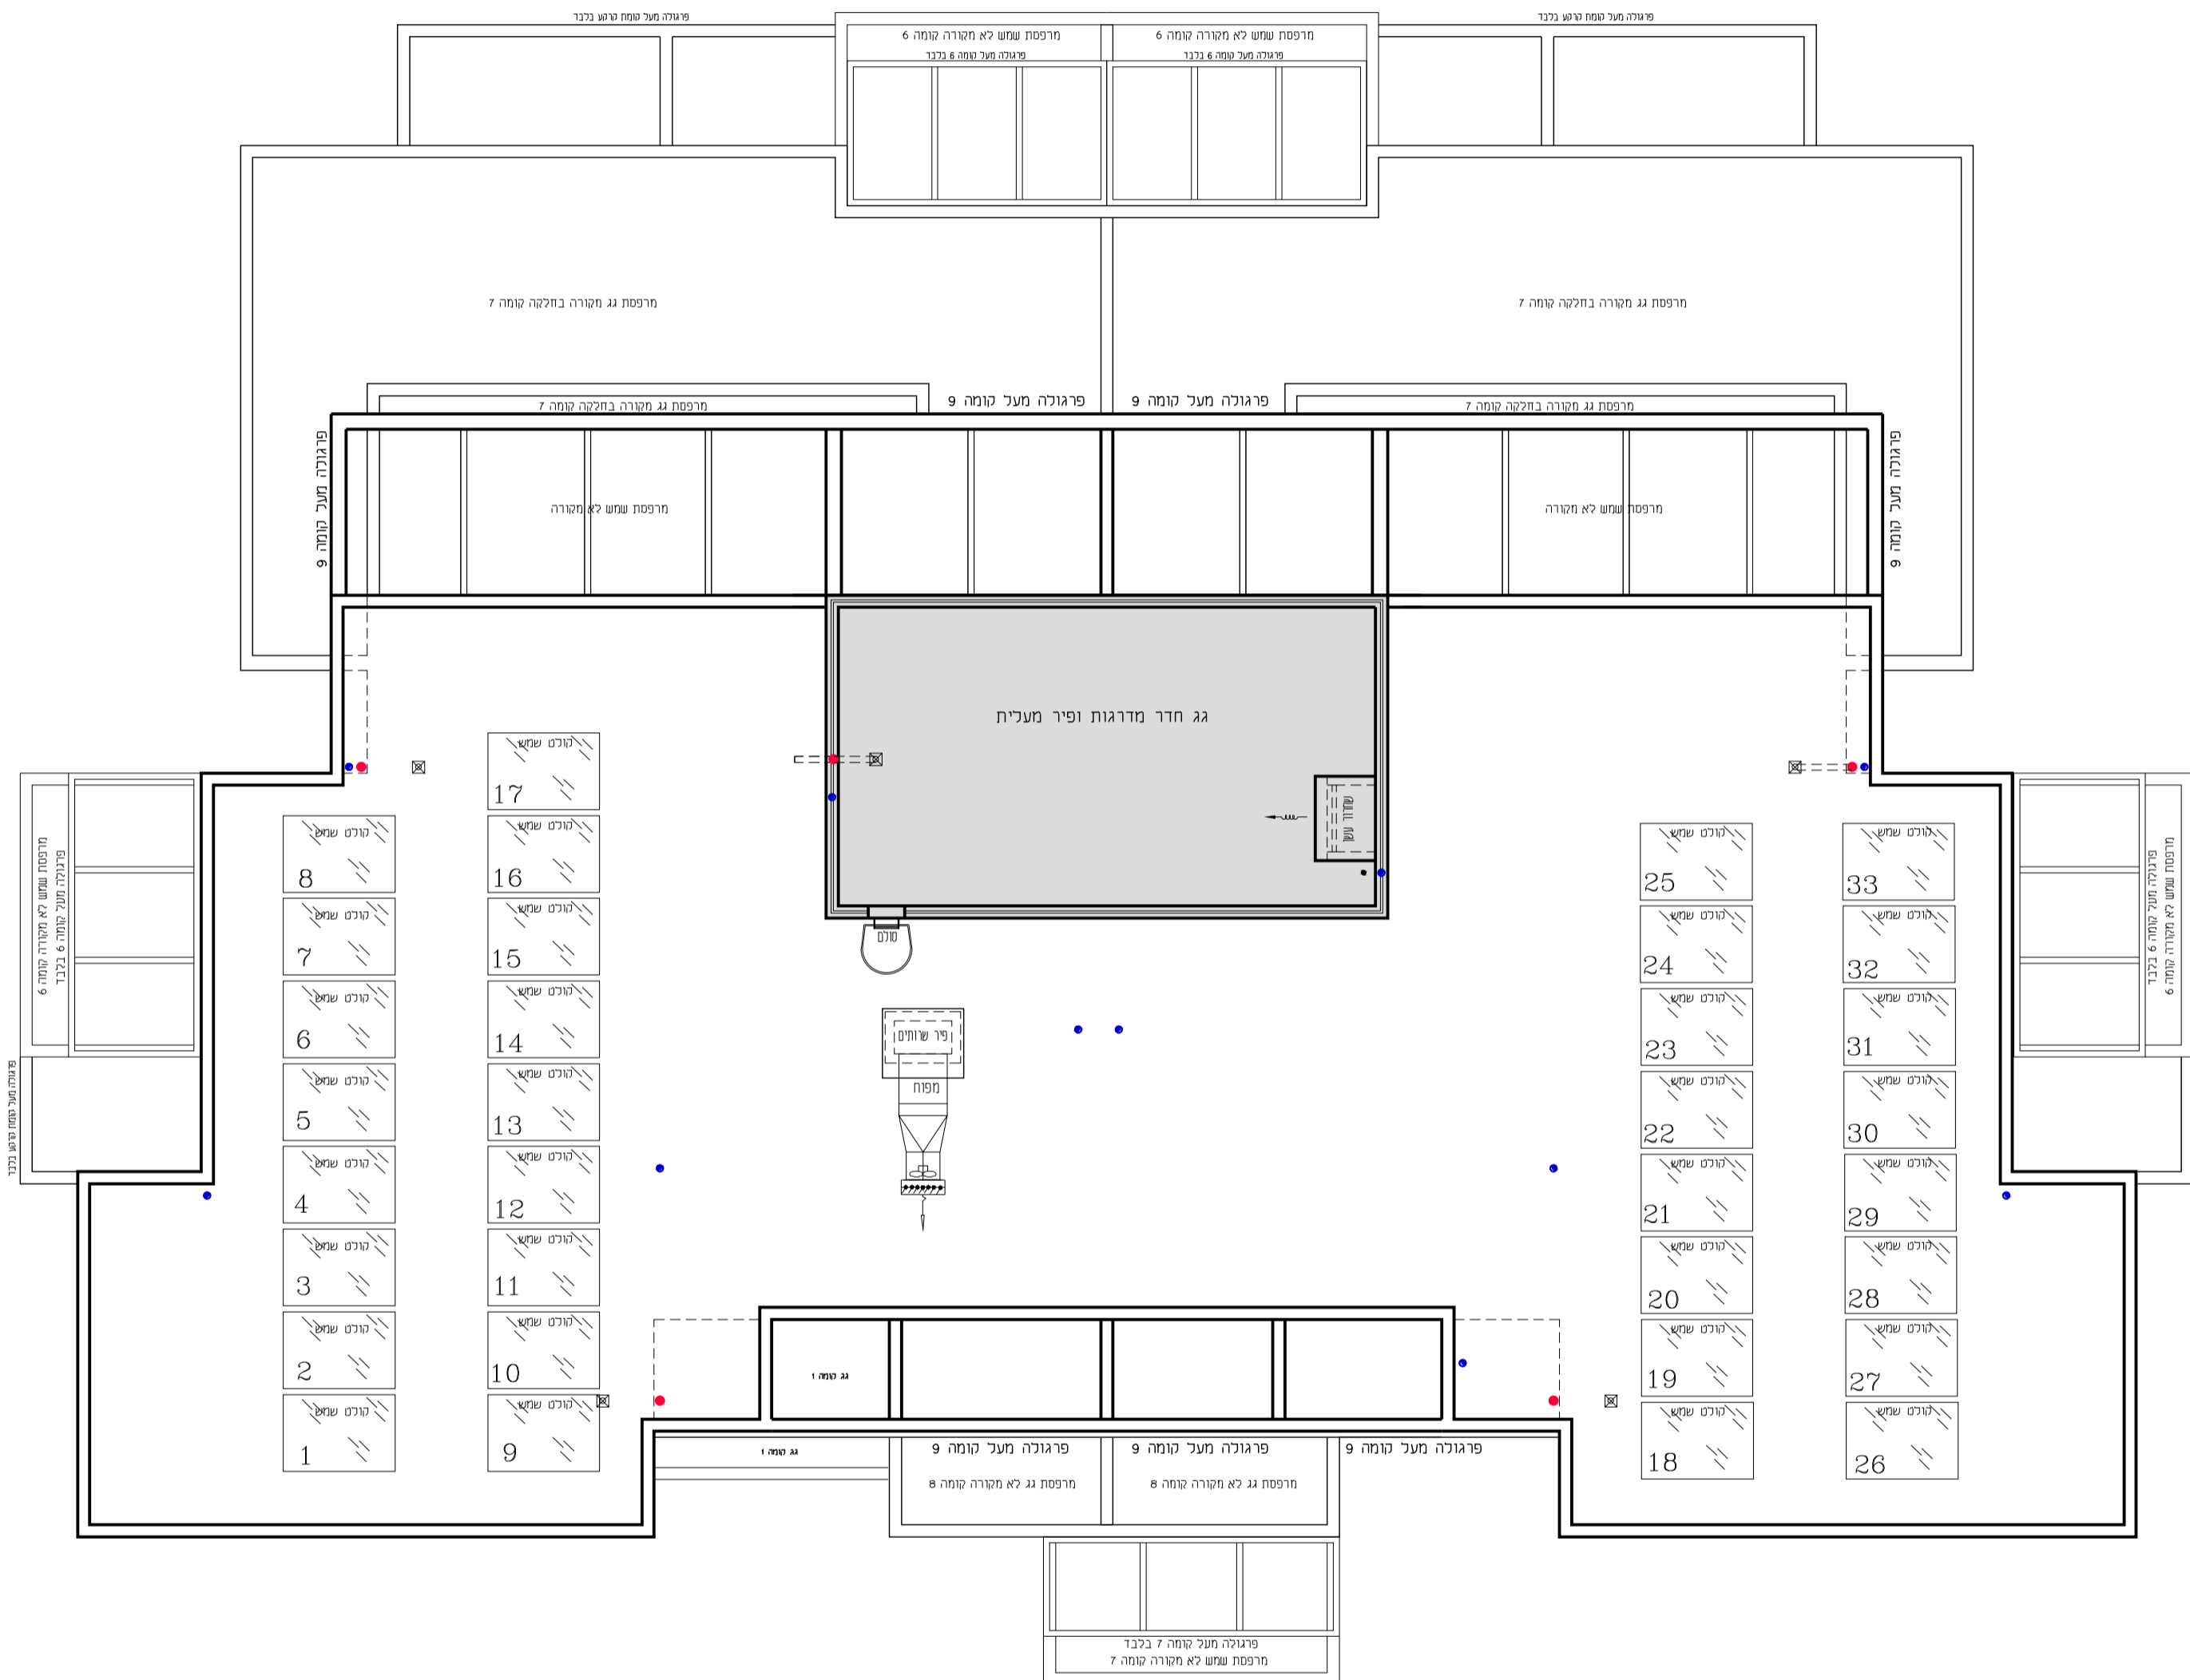 פרגולה מעל קומת קרקע בלבד
פרגולה מעל קומת קרקע בלבד
מרפסת שמש לא מקורה קומה 6
מרפסת שמש לא מקורה קומה 6
פרגולה מעל קומה 6 בלבד
פרגולה מעל קומה 6 בלבד
מרפסת גג מקורה בחלקה קומה 7
מרפסת גג מקורה בחלקה קומה 7
פרגולה מעל קומה 9
פרגולה מעל קומה 9
מרפסת גג מקורה בחלקה קומה 7
מרפסת גג מקורה בחלקה קומה 7
פרגולה מעל קומה 9
פרגולה מעל קומה 9
מרפסת שמש לא מקורה
מרפסת שמש לא מקורה
גג חדר מדרגות ופיר מעלית
שחרור עשן
סולם
פיר שרותים
מפוח
קולט שמש
17
קולט שמש
8
קולט שמש
16
קולט שמש
7
קולט שמש
15
קולט שמש
6
קולט שמש
14
קולט שמש
5
קולט שמש
13
קולט שמש
4
קולט שמש
12
קולט שמש
3
קולט שמש
11
קולט שמש
2
קולט שמש
10
קולט שמש
1
קולט שמש
9
קולט שמש
25
קולט שמש
33
קולט שמש
24
קולט שמש
32
קולט שמש
23
קולט שמש
31
קולט שמש
22
קולט שמש
30
קולט שמש
21
קולט שמש
29
קולט שמש
20
קולט שמש
28
קולט שמש
19
קולט שמש
27
קולט שמש
18
קולט שמש
26
מרפסת שמש לא מקורה קומה 6
פרגולה מעל קומה 6 בלבד
פרגולה מעל קומת קרקע בלבד
פרגולה מעל קומה 6 בלבד
מרפסת שמש לא מקורה קומה 6
גג קומה 1
גג קומה 1
פרגולה מעל קומה 9
פרגולה מעל קומה 9
פרגולה מעל קומה 9
מרפסת גג לא מקורה קומה 8
מרפסת גג לא מקורה קומה 8
פרגולה מעל קומה 7 בלבד
מרפסת שמש לא מקורה קומה 7